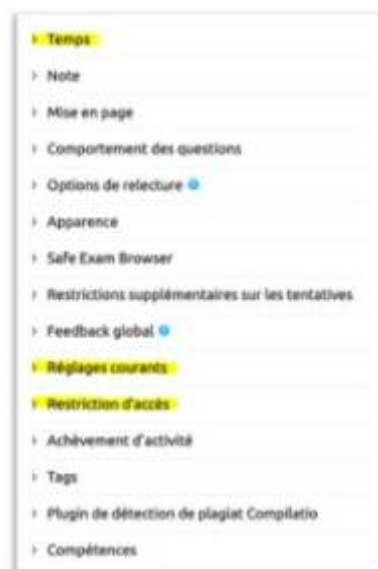 Temps
Note
Mise en page
Comportement des questions
Options de relecture
Apparence
Safe Exam Browser
Restrictions supplémentaires sur les tentatives
Feedback global
Réglages courants
Restriction d'accès
Achèvement d'activité
Tags
Plugin de détection de plagiat Compilatio
Compétences